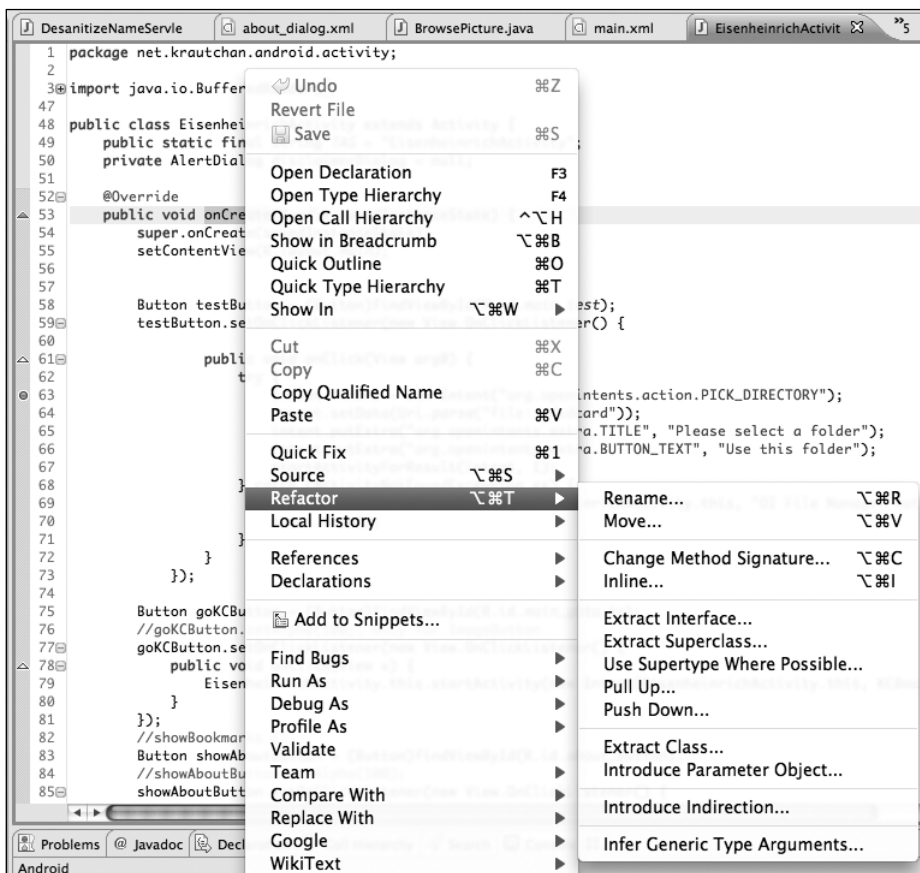 DesanitizeNameServle about_dialog.xml BrowsePicture.java main.xml EisenheinrichActivit »5
1 package net.krautchan.android.activity;
2
3 import java.io.Buffer
47
48 public class Eisenhei
49 public static fin
50 private AlertDial
51
52 @Override
53 public void onCre
54 super.onCreat
55 setContentVie
56
57
58 Button testBu est);
59 testButton.se er() {
60
61 publi
62 t
63 intents.action.PICK_DIRECTORY");
64 card"));
65 ra.TITLE", "Please select a folder");
66 ra.BUTTON_TEXT", "Use this folder");
67
68 }
69
70
71 }
72 }
73 });
74
75 Button goKCBu
76 //goKCButton.
77 goKCButton.se
78 public vo
79 Eisen
80 }
81 });
82 //showBookmar
83 Button showAb
84 //showAboutBu
85 showAboutButt
Undo ⌘Z
Revert File
Save ⌘S
Open Declaration F3
Open Type Hierarchy F4
Open Call Hierarchy ^⌥H
Show in Breadcrumb ⌥⌘B
Quick Outline ⌘O
Quick Type Hierarchy ⌘T
Show In ⌥⌘W
Cut ⌘X
Copy ⌘C
Copy Qualified Name
Paste ⌘V
Quick Fix ⌘1
Source ⌥⌘S
Refactor ⌥⌘T
Local History
References
Declarations
Add to Snippets...
Find Bugs
Run As
Debug As
Profile As
Validate
Team
Compare With
Replace With
Google
WikiText
Rename... ⌥⌘R
Move... ⌥⌘V
Change Method Signature... ⌥⌘C
Inline... ⌥⌘I
Extract Interface...
Extract Superclass...
Use Supertype Where Possible...
Pull Up...
Push Down...
Extract Class...
Introduce Parameter Object...
Introduce Indirection...
Infer Generic Type Arguments...
Problems @ Javadoc Decl
Android